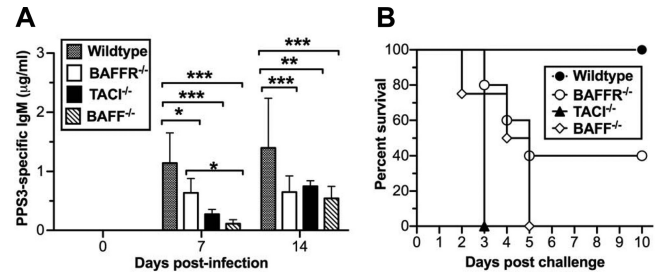 A
PPS3-specific IgM (μg/ml)
3
2
1
0
Wildtype
BAFFR-/-
TACI-/-
BAFF-/-
***
***
*
*
***
**
***
0 7 14
Days post-infection
B
Percent survival
100
80
60
40
20
0
Wildtype
BAFFR-/-
TACI-/-
BAFF-/-
0 1 2 3 4 5 6 7 8 9 10
Days post challenge